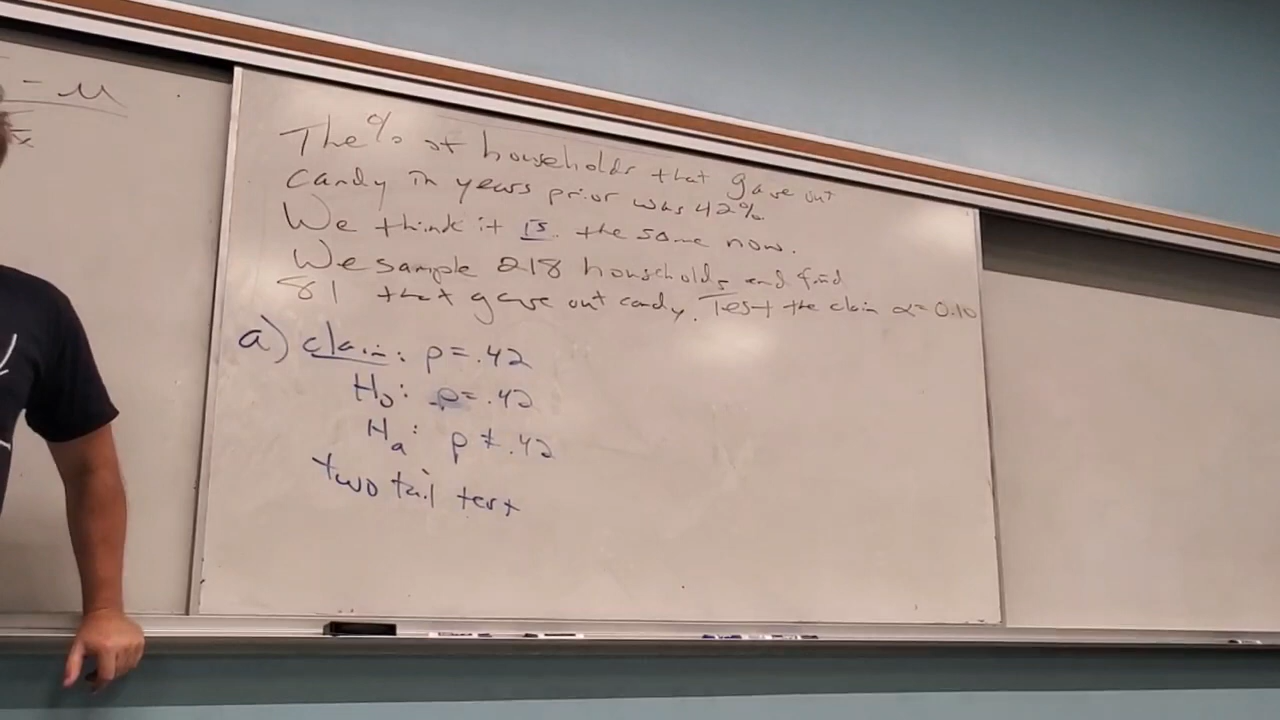 - μ
x
The % of households that gave out
candy in years prior was 42%.
We think it is the same now.
We sample 218 households and find
81 that gave out candy. Test the claim α = 0.10
a) claim: p = .42
H₀: p = .42
Hₐ: p ≠ .42
two tail test